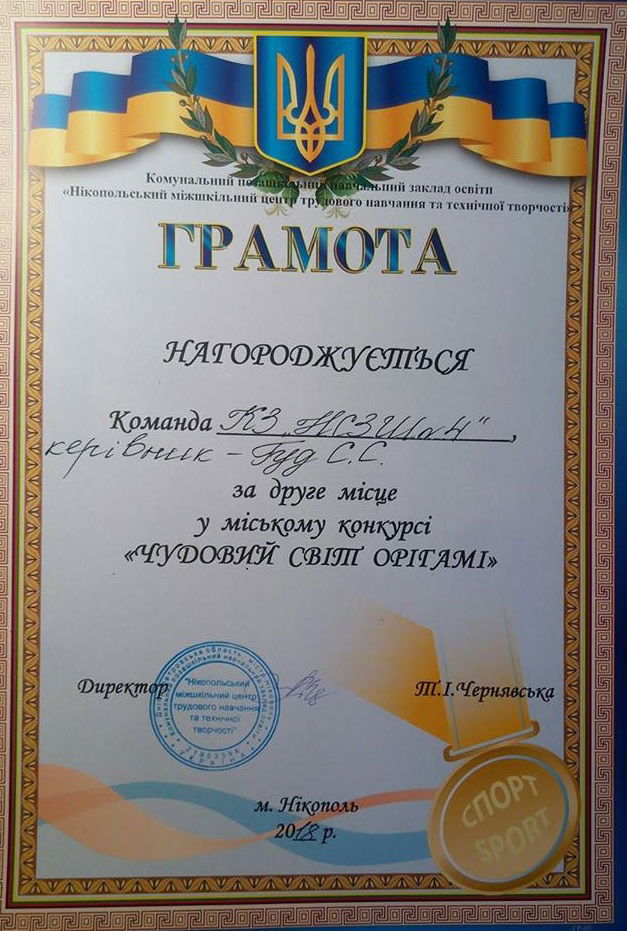 Комунальний позашкільний навчальний заклад освіти
«Нікопольський міжшкільний центр трудового навчання та технічної творчості»
ГРАМОТА
НАГОРОДЖУЄТЬСЯ
Команда КЗ „НСЗШ№4",
керівник – Гуд С.С.
за друге місце
у міському конкурсі
«ЧУДОВИЙ СВІТ ОРІГАМІ»
Директор Т.І.Чернявська
"Нікопольський
міжшкільний центр
трудового навчання
та технічної
творчості"
УКРАЇНА
СПОРТ
SPORT
м. Нікополь
2018 р.